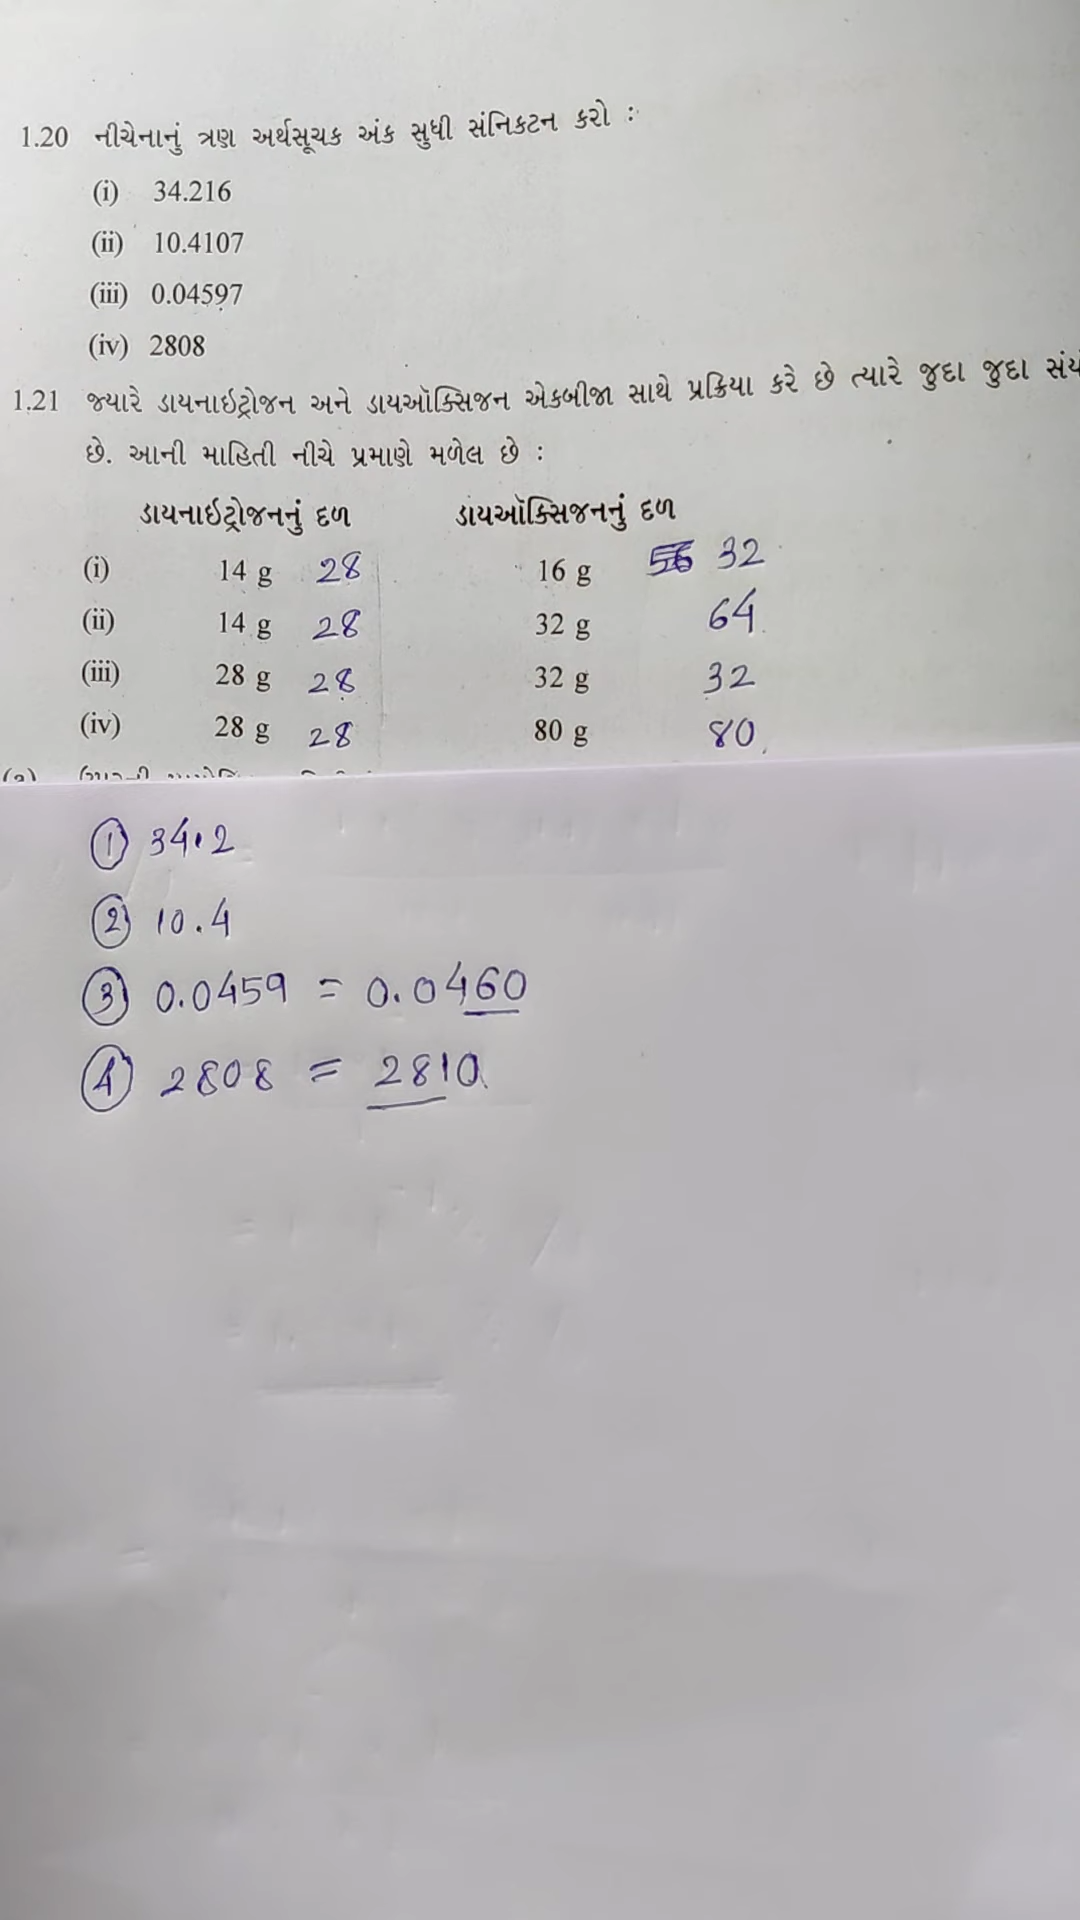 1.20 નીચેનાનું ત્રણ અર્થસૂચક અંક સુધી સંનિકટન કરો :
(i) 34.216
(ii) 10.4107
(iii) 0.04597
(iv) 2808
1.21 જ્યારે ડાયનાઇટ્રોજન અને ડાયઑક્સિજન એકબીજા સાથે પ્રક્રિયા કરે છે ત્યારે જુદા જુદા
છે. આની માહિતી નીચે પ્રમાણે મળેલ છે :
ડાયનાઇટ્રોજનનું દળ ડાયઑક્સિજનનું દળ
(i) 14 g 28 16 g 32
(ii) 14 g 28 32 g 64
(iii) 28 g 28 32 g 32
(iv) 28 g 28 80 g 80
① 34.2
② 10.4
③ 0.0459 = 0.0460
④ 2808 = 2810